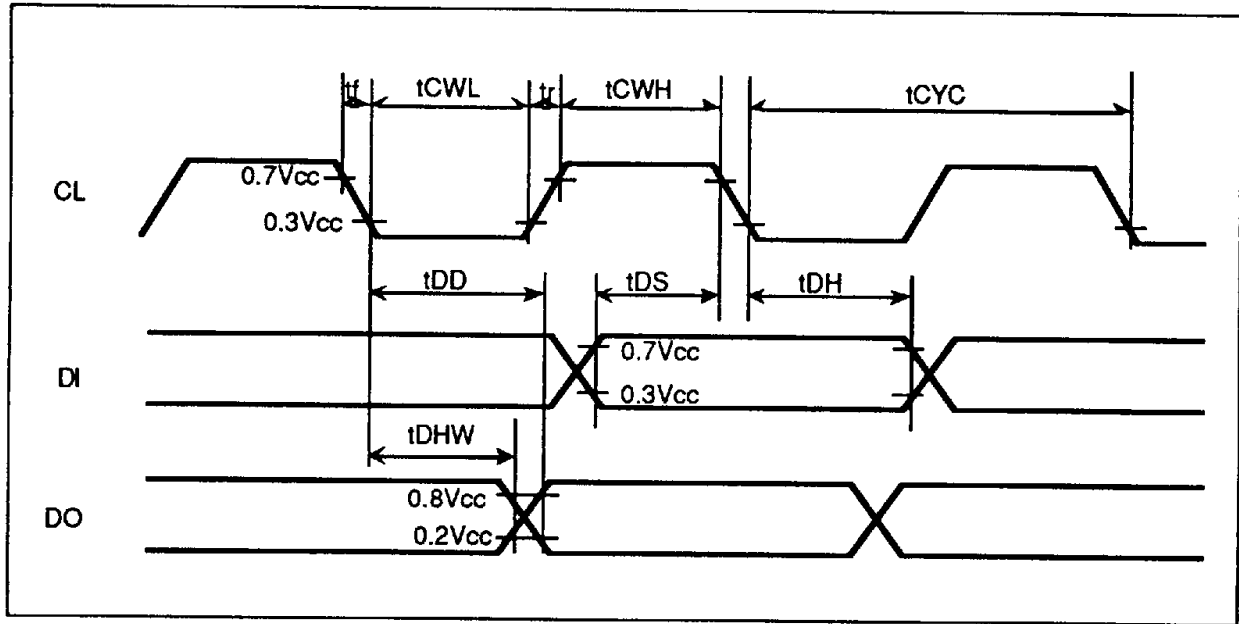 tf tCWL tr tCWH tCYC
CL
0.7Vcc
0.3Vcc
tDD tDS tDH
DI
0.7Vcc
0.3Vcc
tDHW
DO
0.8Vcc
0.2Vcc